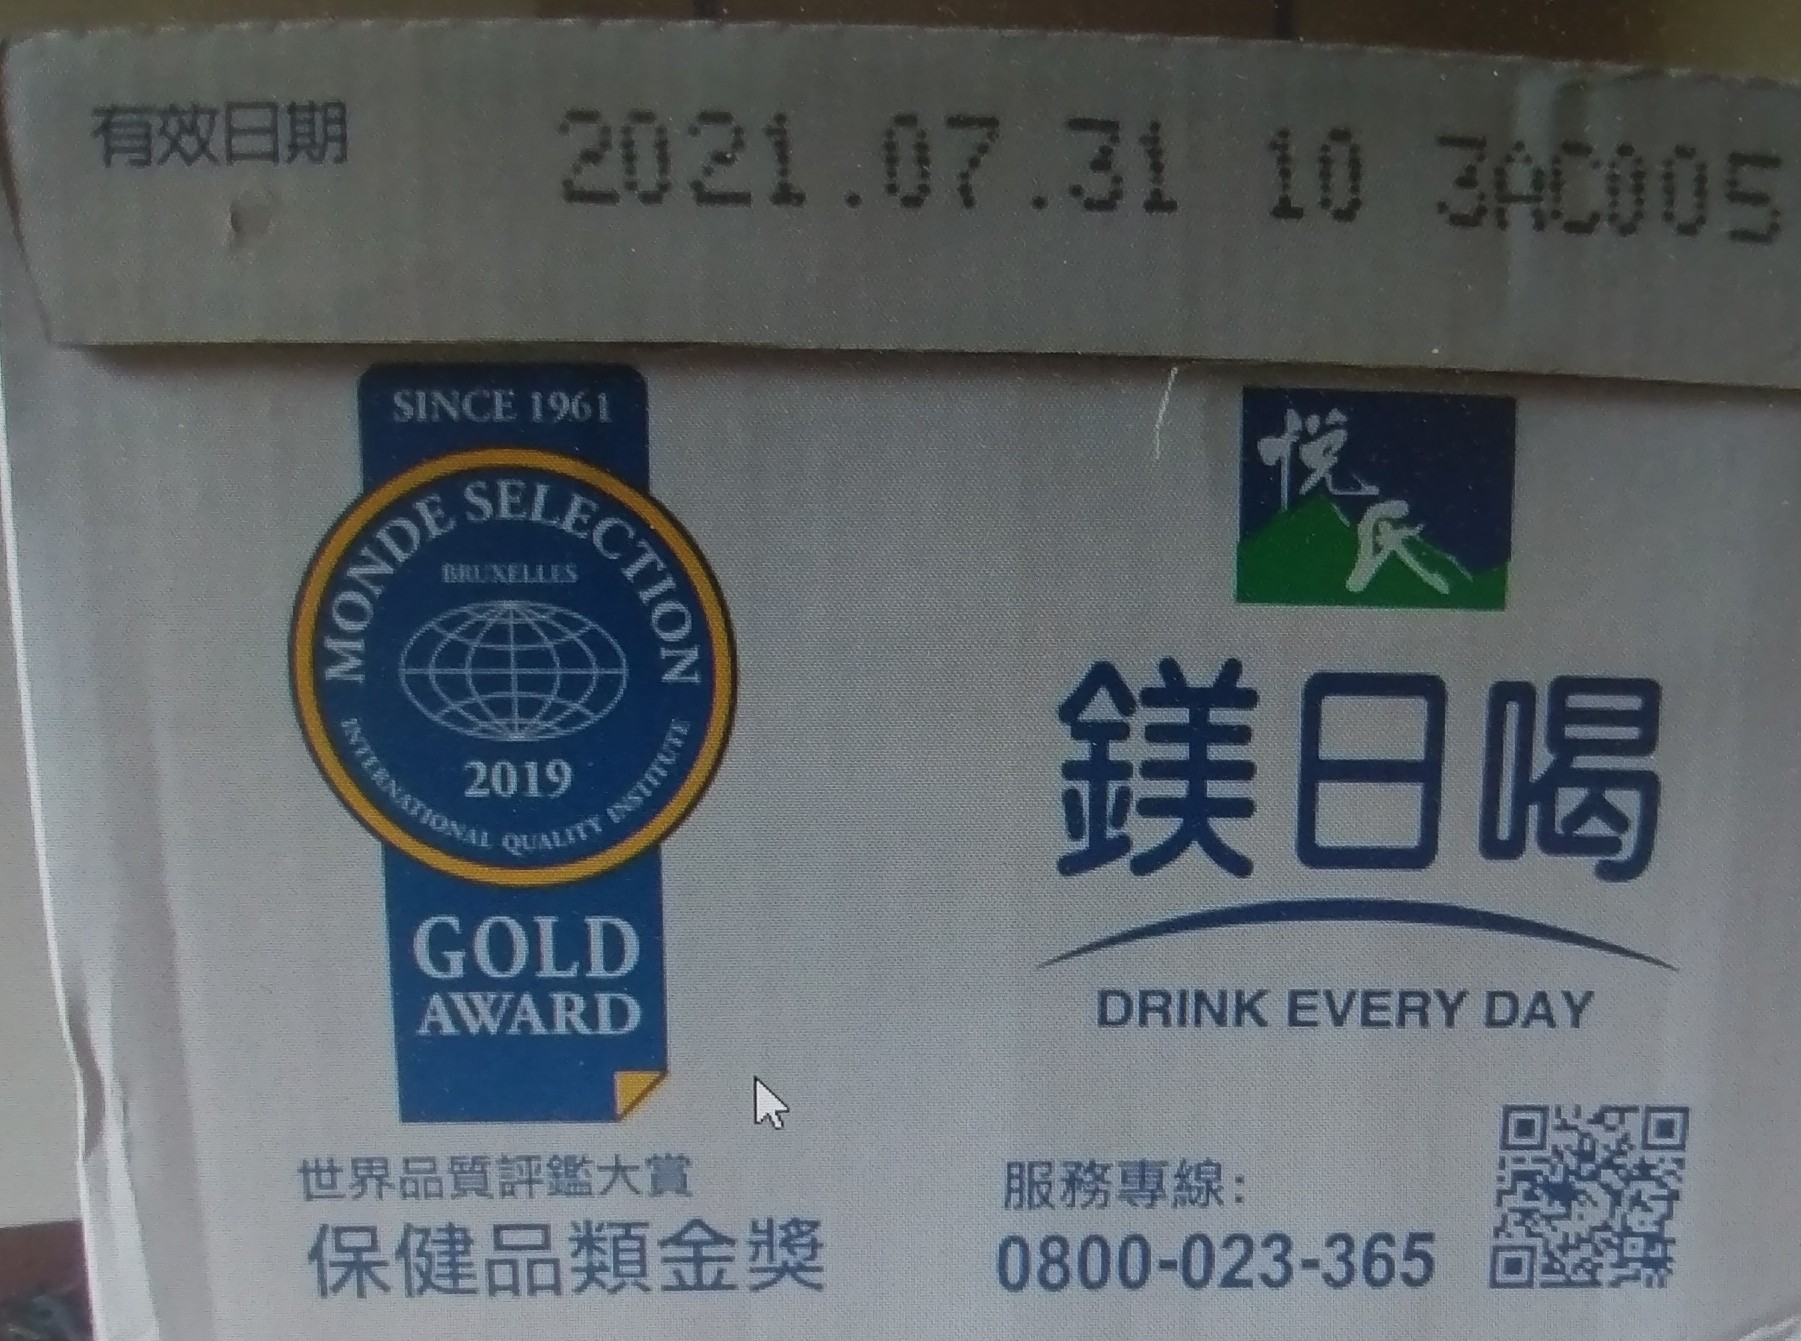 有效日期 2021.07.31 10 3AC005
SINCE 1961
MONDE SELECTION
BRUXELLES
2019
INTERNATIONAL QUALITY INSTITUTE
GOLD
AWARD
世界品質評鑑大賞
保健品類金獎
悅氏
鎂日喝
DRINK EVERY DAY
服務專線:
0800-023-365